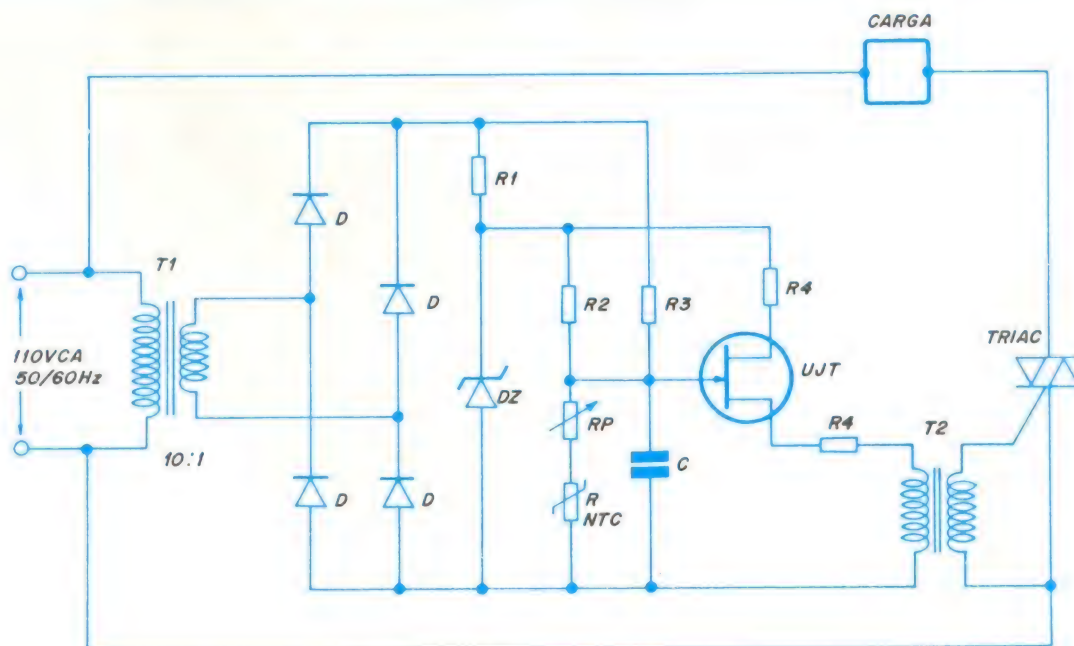 CARGA
R1
D
T1
D
R2
R3
R4
TRIAC
110VCA
50/60Hz
UJT
DZ
RP
R4
T2
10:1
D
D
R
NTC
C